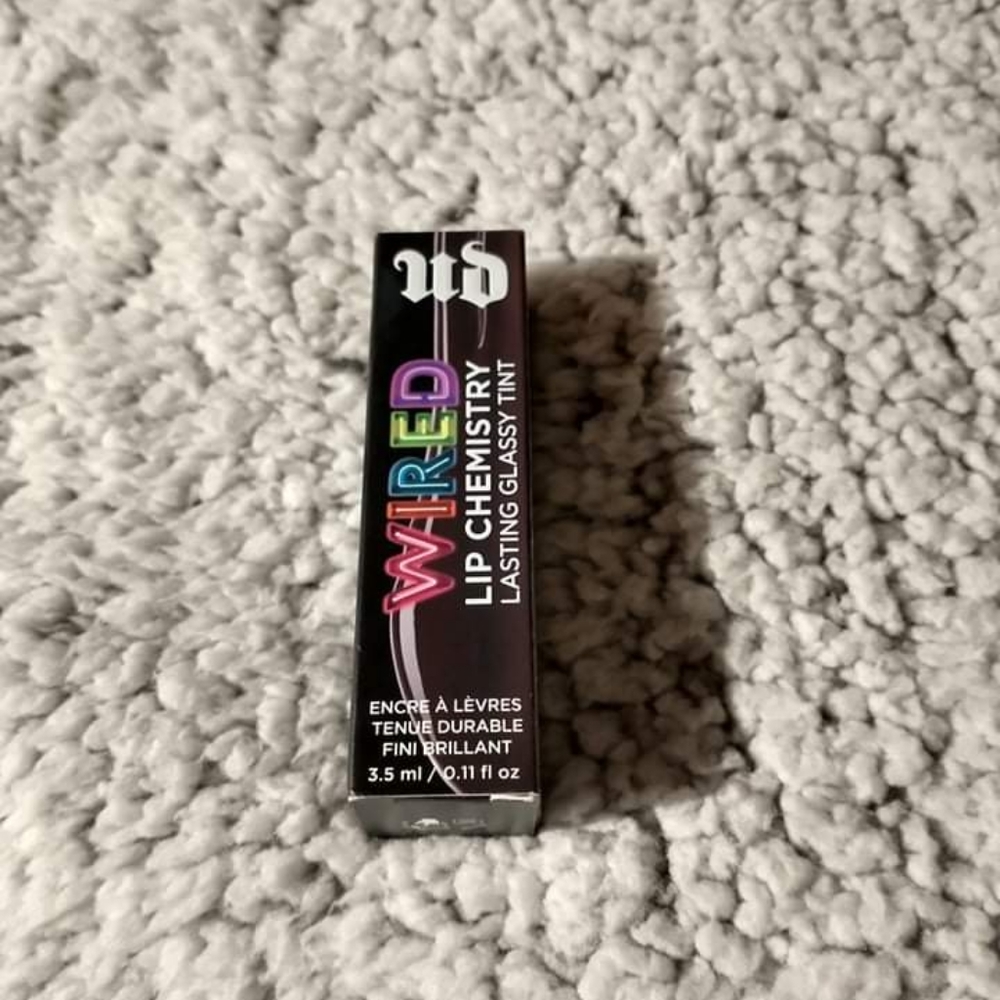 UD
WIRED
LIP CHEMISTRY
LASTING GLASSY TINT
ENCRE À LÈVRES
TENUE DURABLE
FINI BRILLANT
3.5 ml / 0.11 fl oz